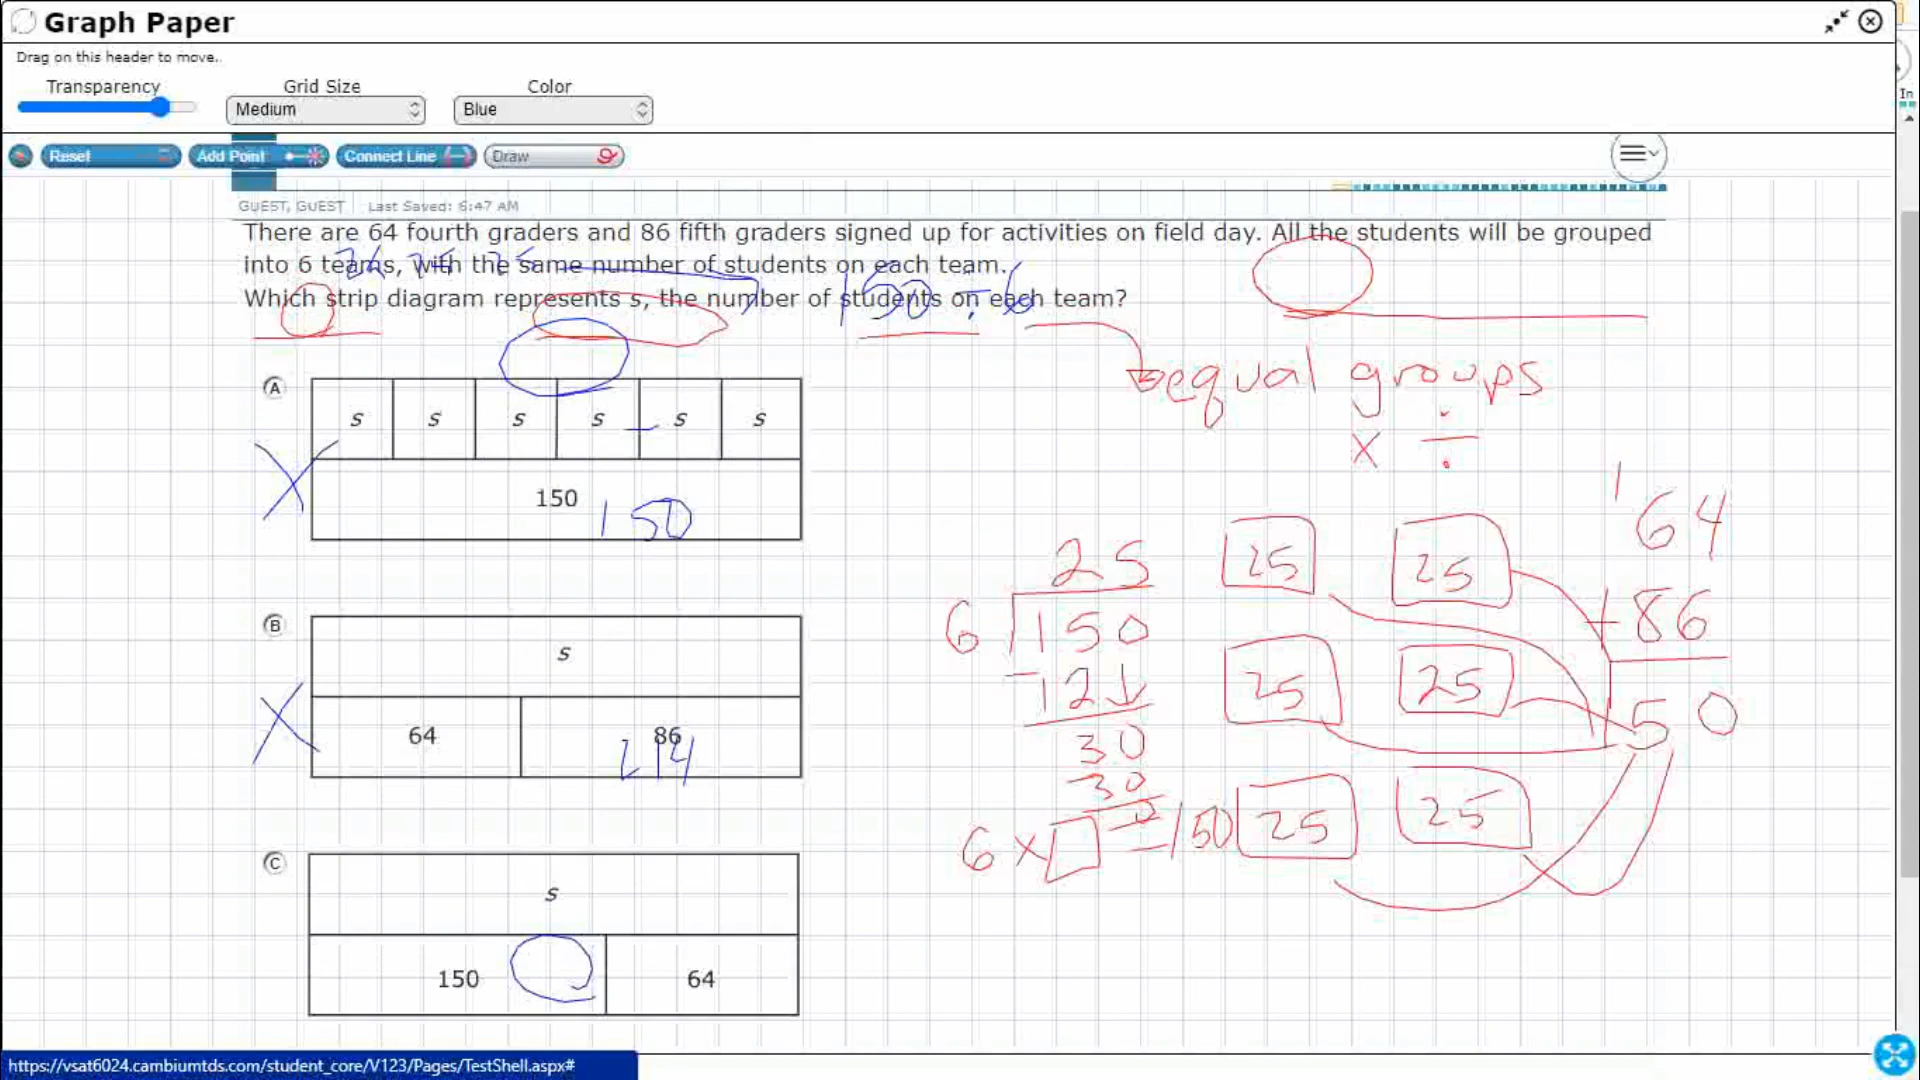 Graph Paper
Drag on this header to move..
Transparency Grid Size Color
Medium Blue
In
Reset Add Point Connect Line Draw
GUEST, GUEST Last Saved: 6:47 AM
There are 64 fourth graders and 86 fifth graders signed up for activities on field day. All the students will be grouped
into 6 teams, with the same number of students on each team.
Which strip diagram represents s, the number of students on each team?
25 25
150 ÷ 6
equal groups
x ÷
A
s s s s s s
150
150
X
B
s
64 86
214
X
C
s
150 64
25
6 150
- 12
30
- 30
0
6 x = 150
25 25
25 25
25 25
1
64
+ 86
150
https://vsat6024.cambiumtds.com/student_core/V123/Pages/TestShell.aspx#